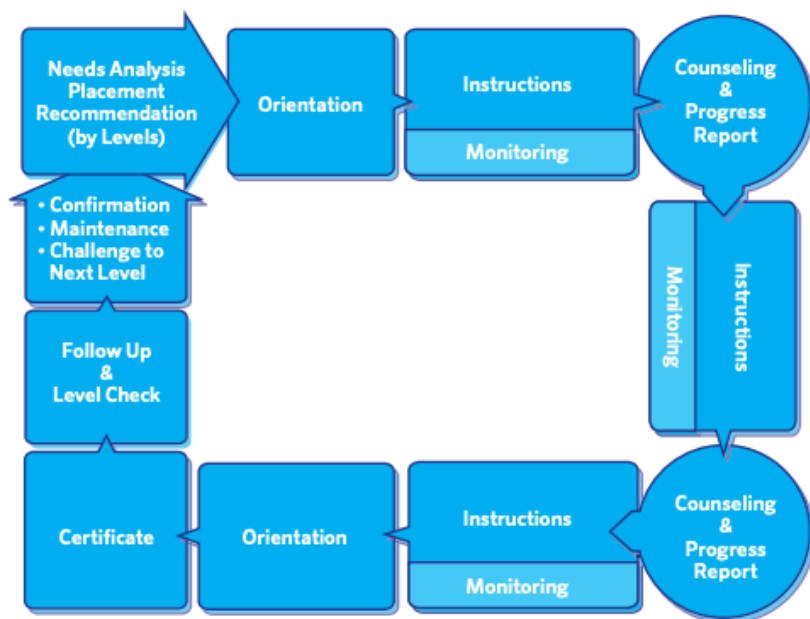 Needs Analysis
Placement
Recommendation
(by Levels)
Orientation
Instructions
Monitoring
Counseling
&
Progress
Report
Instructions
Monitoring
Counseling
&
Progress
Report
Instructions
Monitoring
Orientation
Certificate
Follow Up
&
Level Check
• Confirmation
• Maintenance
• Challenge to
Next Level